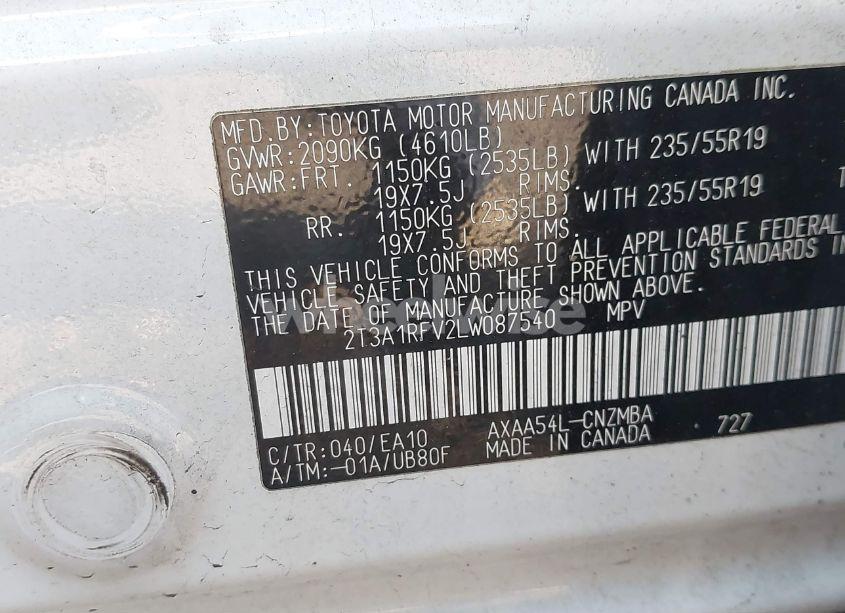 MFD.BY:TOYOTA MOTOR MANUFACTURING CANADA INC.
GVWR:2090KG (4610LB)
GAWR:FRT. 1150KG (2535LB) WITH 235/55R19
19X7.5J RIMS.
RR. 1150KG (2535LB) WITH 235/55R19
19X7.5J RIMS.
THIS VEHICLE CONFORMS TO ALL APPLICABLE FEDERAL
VEHICLE SAFETY AND THEFT PREVENTION STANDARDS
THE DATE OF MANUFACTURE SHOWN ABOVE.
2T3A1RFV2LW087540 MPV
C/TR:040/EA10 AXAA54L-CNZMBA 727
A/TM:-01A/UB80F MADE IN CANADA